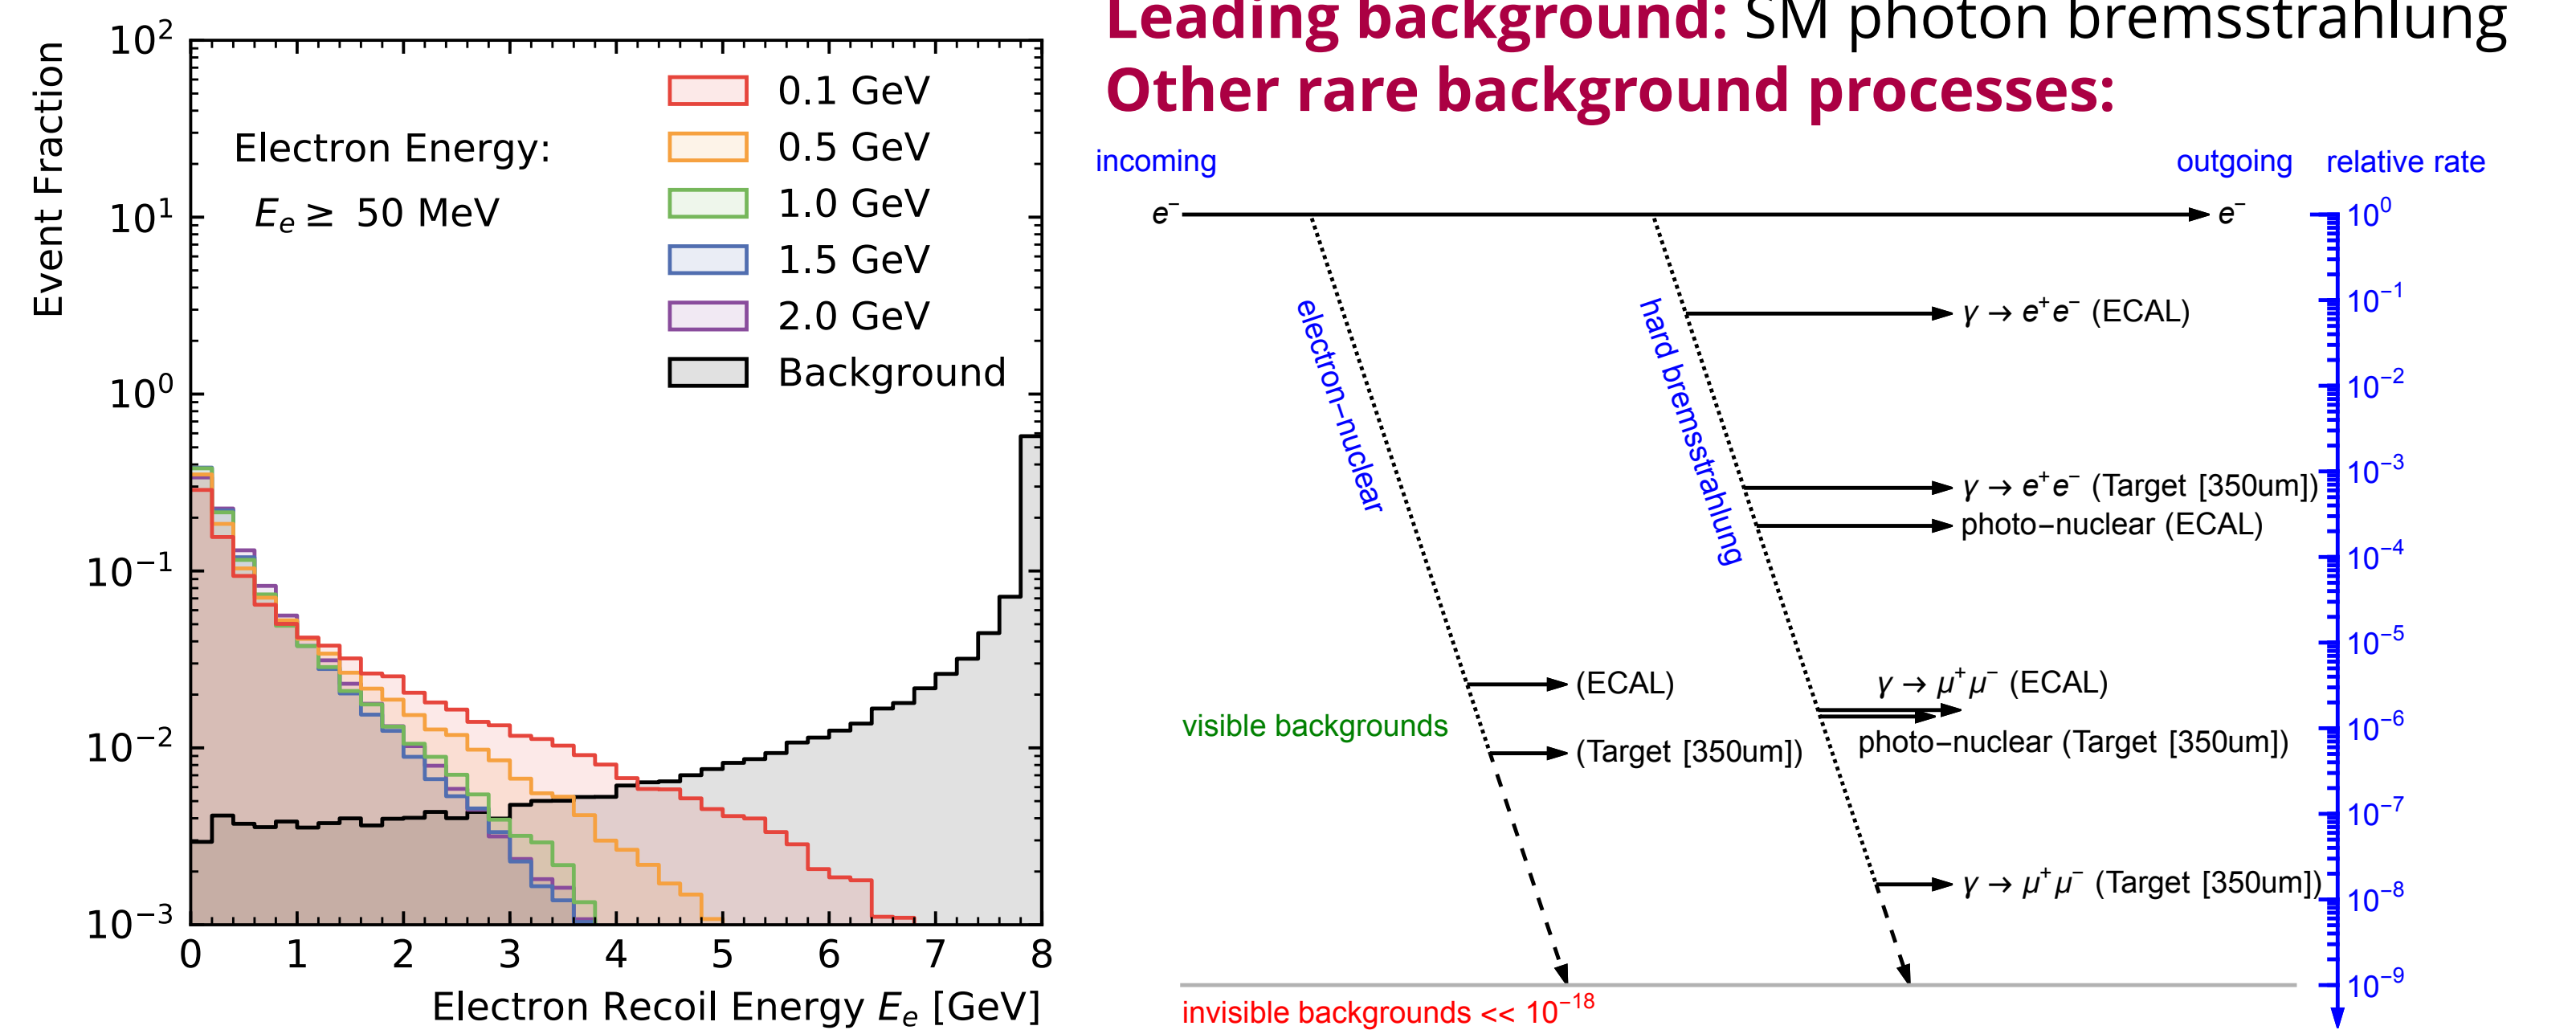 Event Fraction
10²
10¹
10⁰
10⁻¹
10⁻²
10⁻³
Electron Energy:
Eₑ ≥ 50 MeV
0.1 GeV
0.5 GeV
1.0 GeV
1.5 GeV
2.0 GeV
Background
0 1 2 3 4 5 6 7 8
Electron Recoil Energy Eₑ [GeV]
Leading background: SM photon bremsstrahlung
Other rare background processes:
incoming
outgoing
relative rate
e⁻
e⁻
electron–nuclear
hard bremsstrahlung
γ → e⁺e⁻ (ECAL)
γ → e⁺e⁻ (Target [350um])
photo–nuclear (ECAL)
(ECAL)
γ → μ⁺μ⁻ (ECAL)
visible backgrounds
(Target [350um])
photo–nuclear (Target [350um])
γ → μ⁺μ⁻ (Target [350um])
invisible backgrounds << 10⁻¹⁸
10⁰
10⁻¹
10⁻²
10⁻³
10⁻⁴
10⁻⁵
10⁻⁶
10⁻⁷
10⁻⁸
10⁻⁹